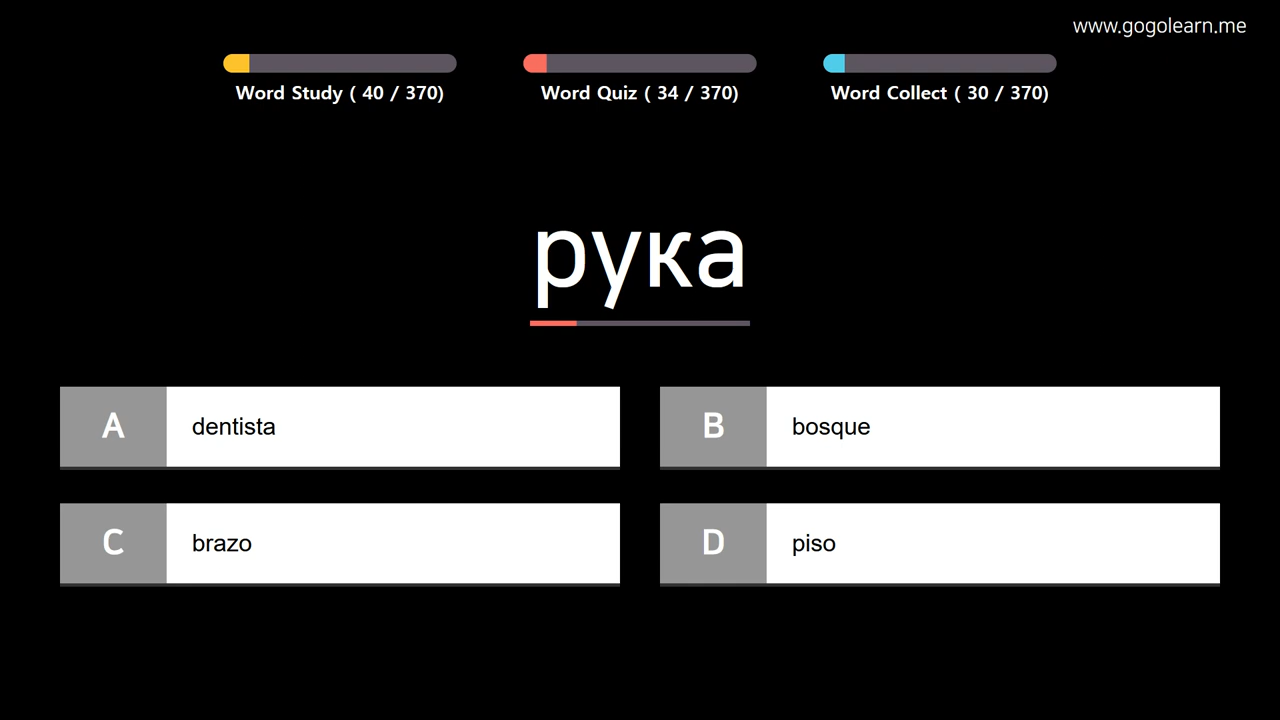 www.gogolearn.me
Word Study ( 40 / 370)
Word Quiz ( 34 / 370)
Word Collect ( 30 / 370)
рука
A dentista
B bosque
C brazo
D piso